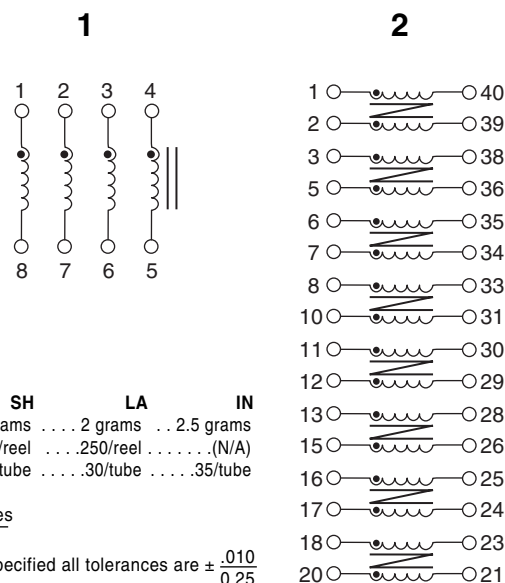 1
2
1 2 3 4
8 7 6 5
1 40
2 39
3 38
5 36
6 35
7 34
8 33
10 31
11 30
12 29
13 28
15 26
16 25
17 24
18 23
20 21
SH LA IN
. . . . 2 grams . . 2.5 grams
/reel . . . .250/reel . . . . . . .(N/A)
. . . . .30/tube . . . . .35/tube
all tolerances are ± .010
0.25